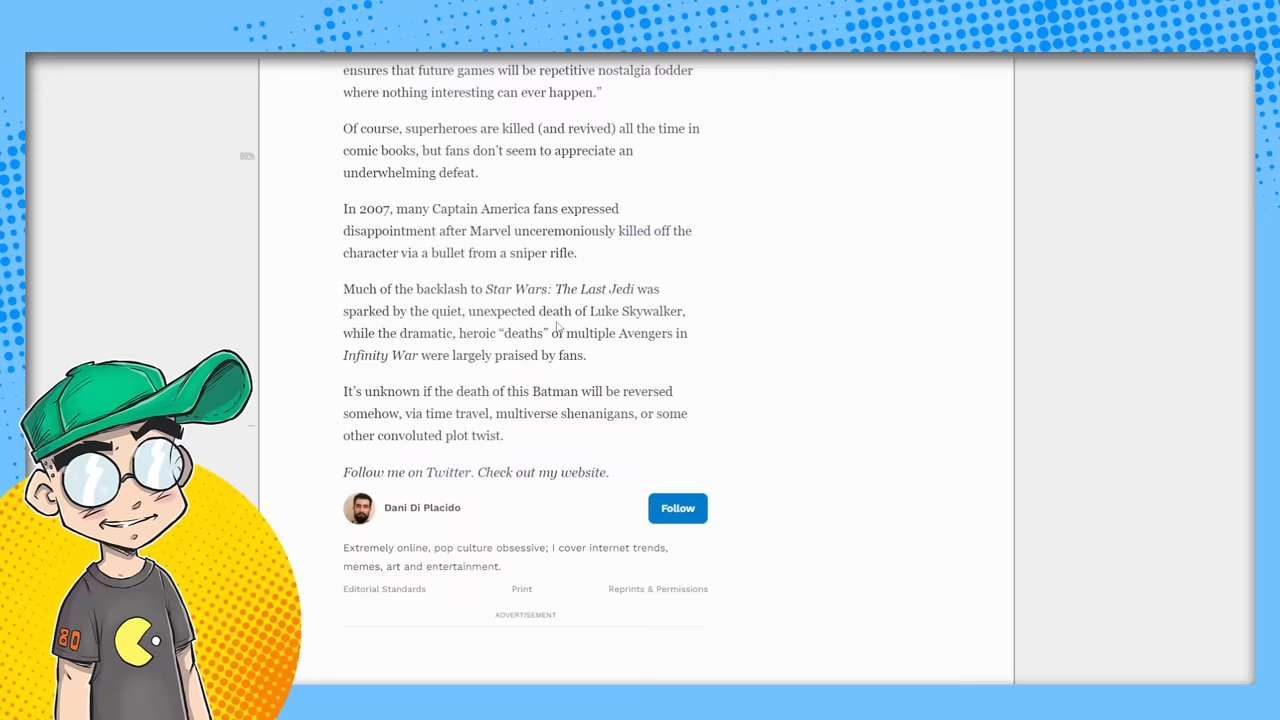 ensures that future games will be repetitive nostalgia fodder
where nothing interesting can ever happen.”
Of course, superheroes are killed (and revived) all the time in
comic books, but fans don’t seem to appreciate an
underwhelming defeat.
In 2007, many Captain America fans expressed
disappointment after Marvel unceremoniously killed off the
character via a bullet from a sniper rifle.
Much of the backlash to Star Wars: The Last Jedi was
sparked by the quiet, unexpected death of Luke Skywalker,
while the dramatic, heroic “deaths” of multiple Avengers in
Infinity War were largely praised by fans.
It’s unknown if the death of this Batman will be reversed
somehow, via time travel, multiverse shenanigans, or some
other convoluted plot twist.
Follow me on Twitter. Check out my website.
Dani Di Placido
Follow
Extremely online, pop culture obsessive; I cover internet trends,
memes, art and entertainment.
Editorial Standards
Print
Reprints & Permissions
ADVERTISEMENT
80